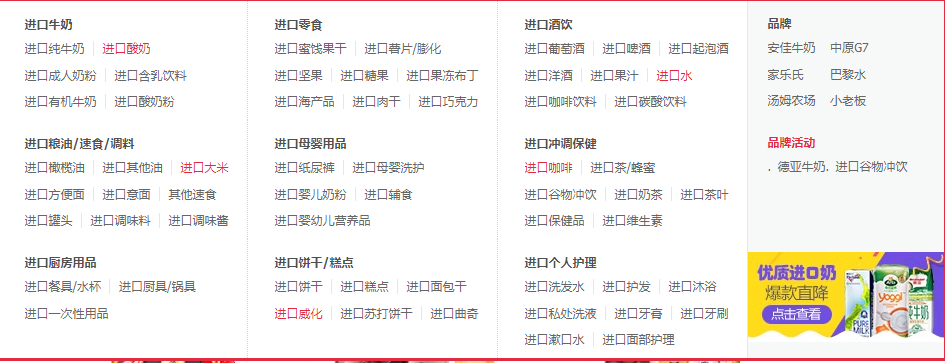 进口牛奶
进口纯牛奶 进口酸奶
进口成人奶粉 进口含乳饮料
进口有机牛奶 进口酸奶粉
进口粮油/速食/调料
进口橄榄油 进口其他油 进口大米
进口方便面 进口意面 其他速食
进口罐头 进口调味料 进口调味酱
进口厨房用品
进口餐具/水杯 进口厨具/锅具
进口一次性用品
进口零食
进口蜜饯果干 进口薯片/膨化
进口坚果 进口糖果 进口果冻布丁
进口海产品 进口肉干 进口巧克力
进口母婴用品
进口纸尿裤 进口母婴洗护
进口婴儿奶粉 进口辅食
进口婴幼儿营养品
进口饼干/糕点
进口饼干 进口糕点 进口面包干
进口威化 进口苏打饼干 进口曲奇
进口酒饮
进口葡萄酒 进口啤酒 进口起泡酒
进口洋酒 进口果汁 进口水
进口咖啡饮料 进口碳酸饮料
进口冲调保健
进口咖啡 进口茶/蜂蜜
进口谷物冲饮 进口奶茶 进口茶叶
进口保健品 进口维生素
进口个人护理
进口洗发水 进口护发 进口沐浴
进口私处洗液 进口牙膏 进口牙刷
进口漱口水 进口面部护理
品牌
安佳牛奶 中原G7
家乐氏 巴黎水
汤姆农场 小老板
品牌活动
. 德亚牛奶. 进口谷物冲饮
优质进口奶
爆款直降
点击查看
PURE
MILK
Yoggi
纯牛奶